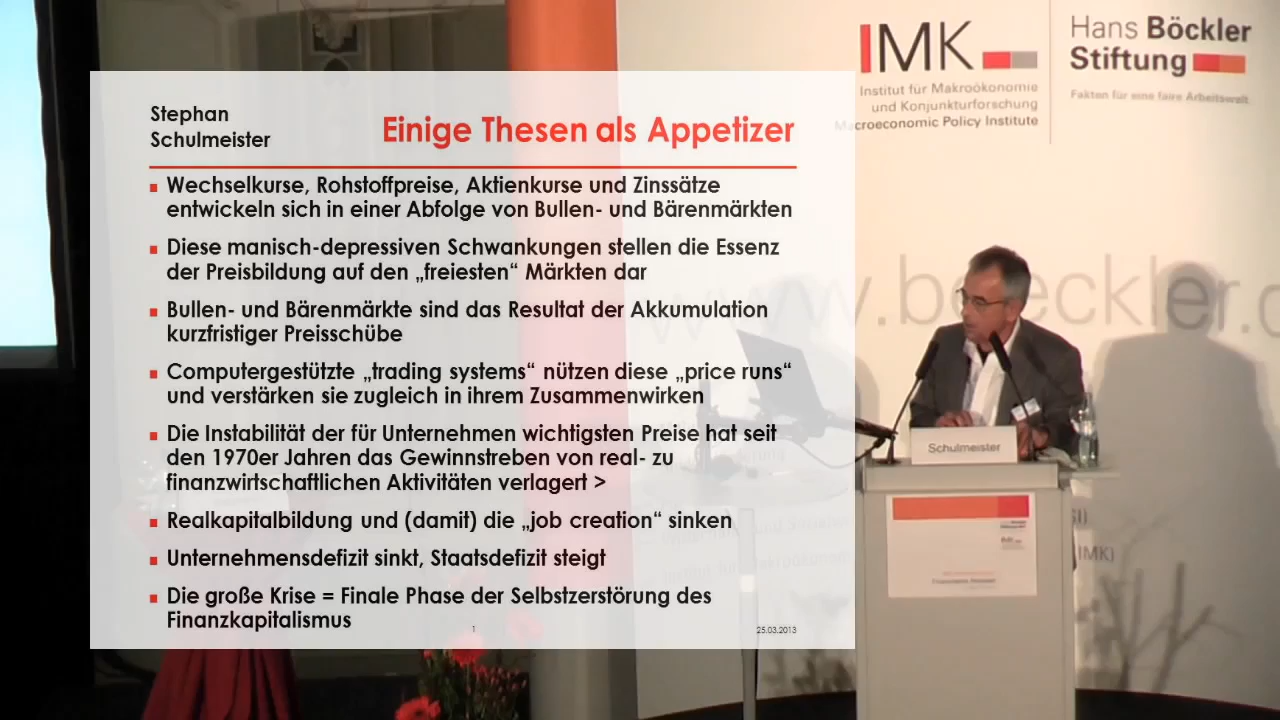 IMK
Institut für Makroökonomie
und Konjunkturforschung
Macroeconomic Policy Institute
Hans Böckler
Stiftung
Fakten für eine faire Arbeitswelt.
Stephan
Schulmeister
Einige Thesen als Appetizer
Wechselkurse, Rohstoffpreise, Aktienkurse und Zinssätze
entwickeln sich in einer Abfolge von Bullen- und Bärenmärkten
Diese manisch-depressiven Schwankungen stellen die Essenz
der Preisbildung auf den „freiesten“ Märkten dar
Bullen- und Bärenmärkte sind das Resultat der Akkumulation
kurzfristiger Preisschübe
Computergestützte „trading systems“ nützen diese „price runs“
und verstärken sie zugleich in ihrem Zusammenwirken
Die Instabilität der für Unternehmen wichtigsten Preise hat seit
den 1970er Jahren das Gewinnstreben von real- zu
finanzwirtschaftlichen Aktivitäten verlagert >
Realkapitalbildung und (damit) die „job creation“ sinken
Unternehmensdefizit sinkt, Staatsdefizit steigt
Die große Krise = Finale Phase der Selbstzerstörung des
Finanzkapitalismus
1
25.03.2013
Schulmeister
IMK)